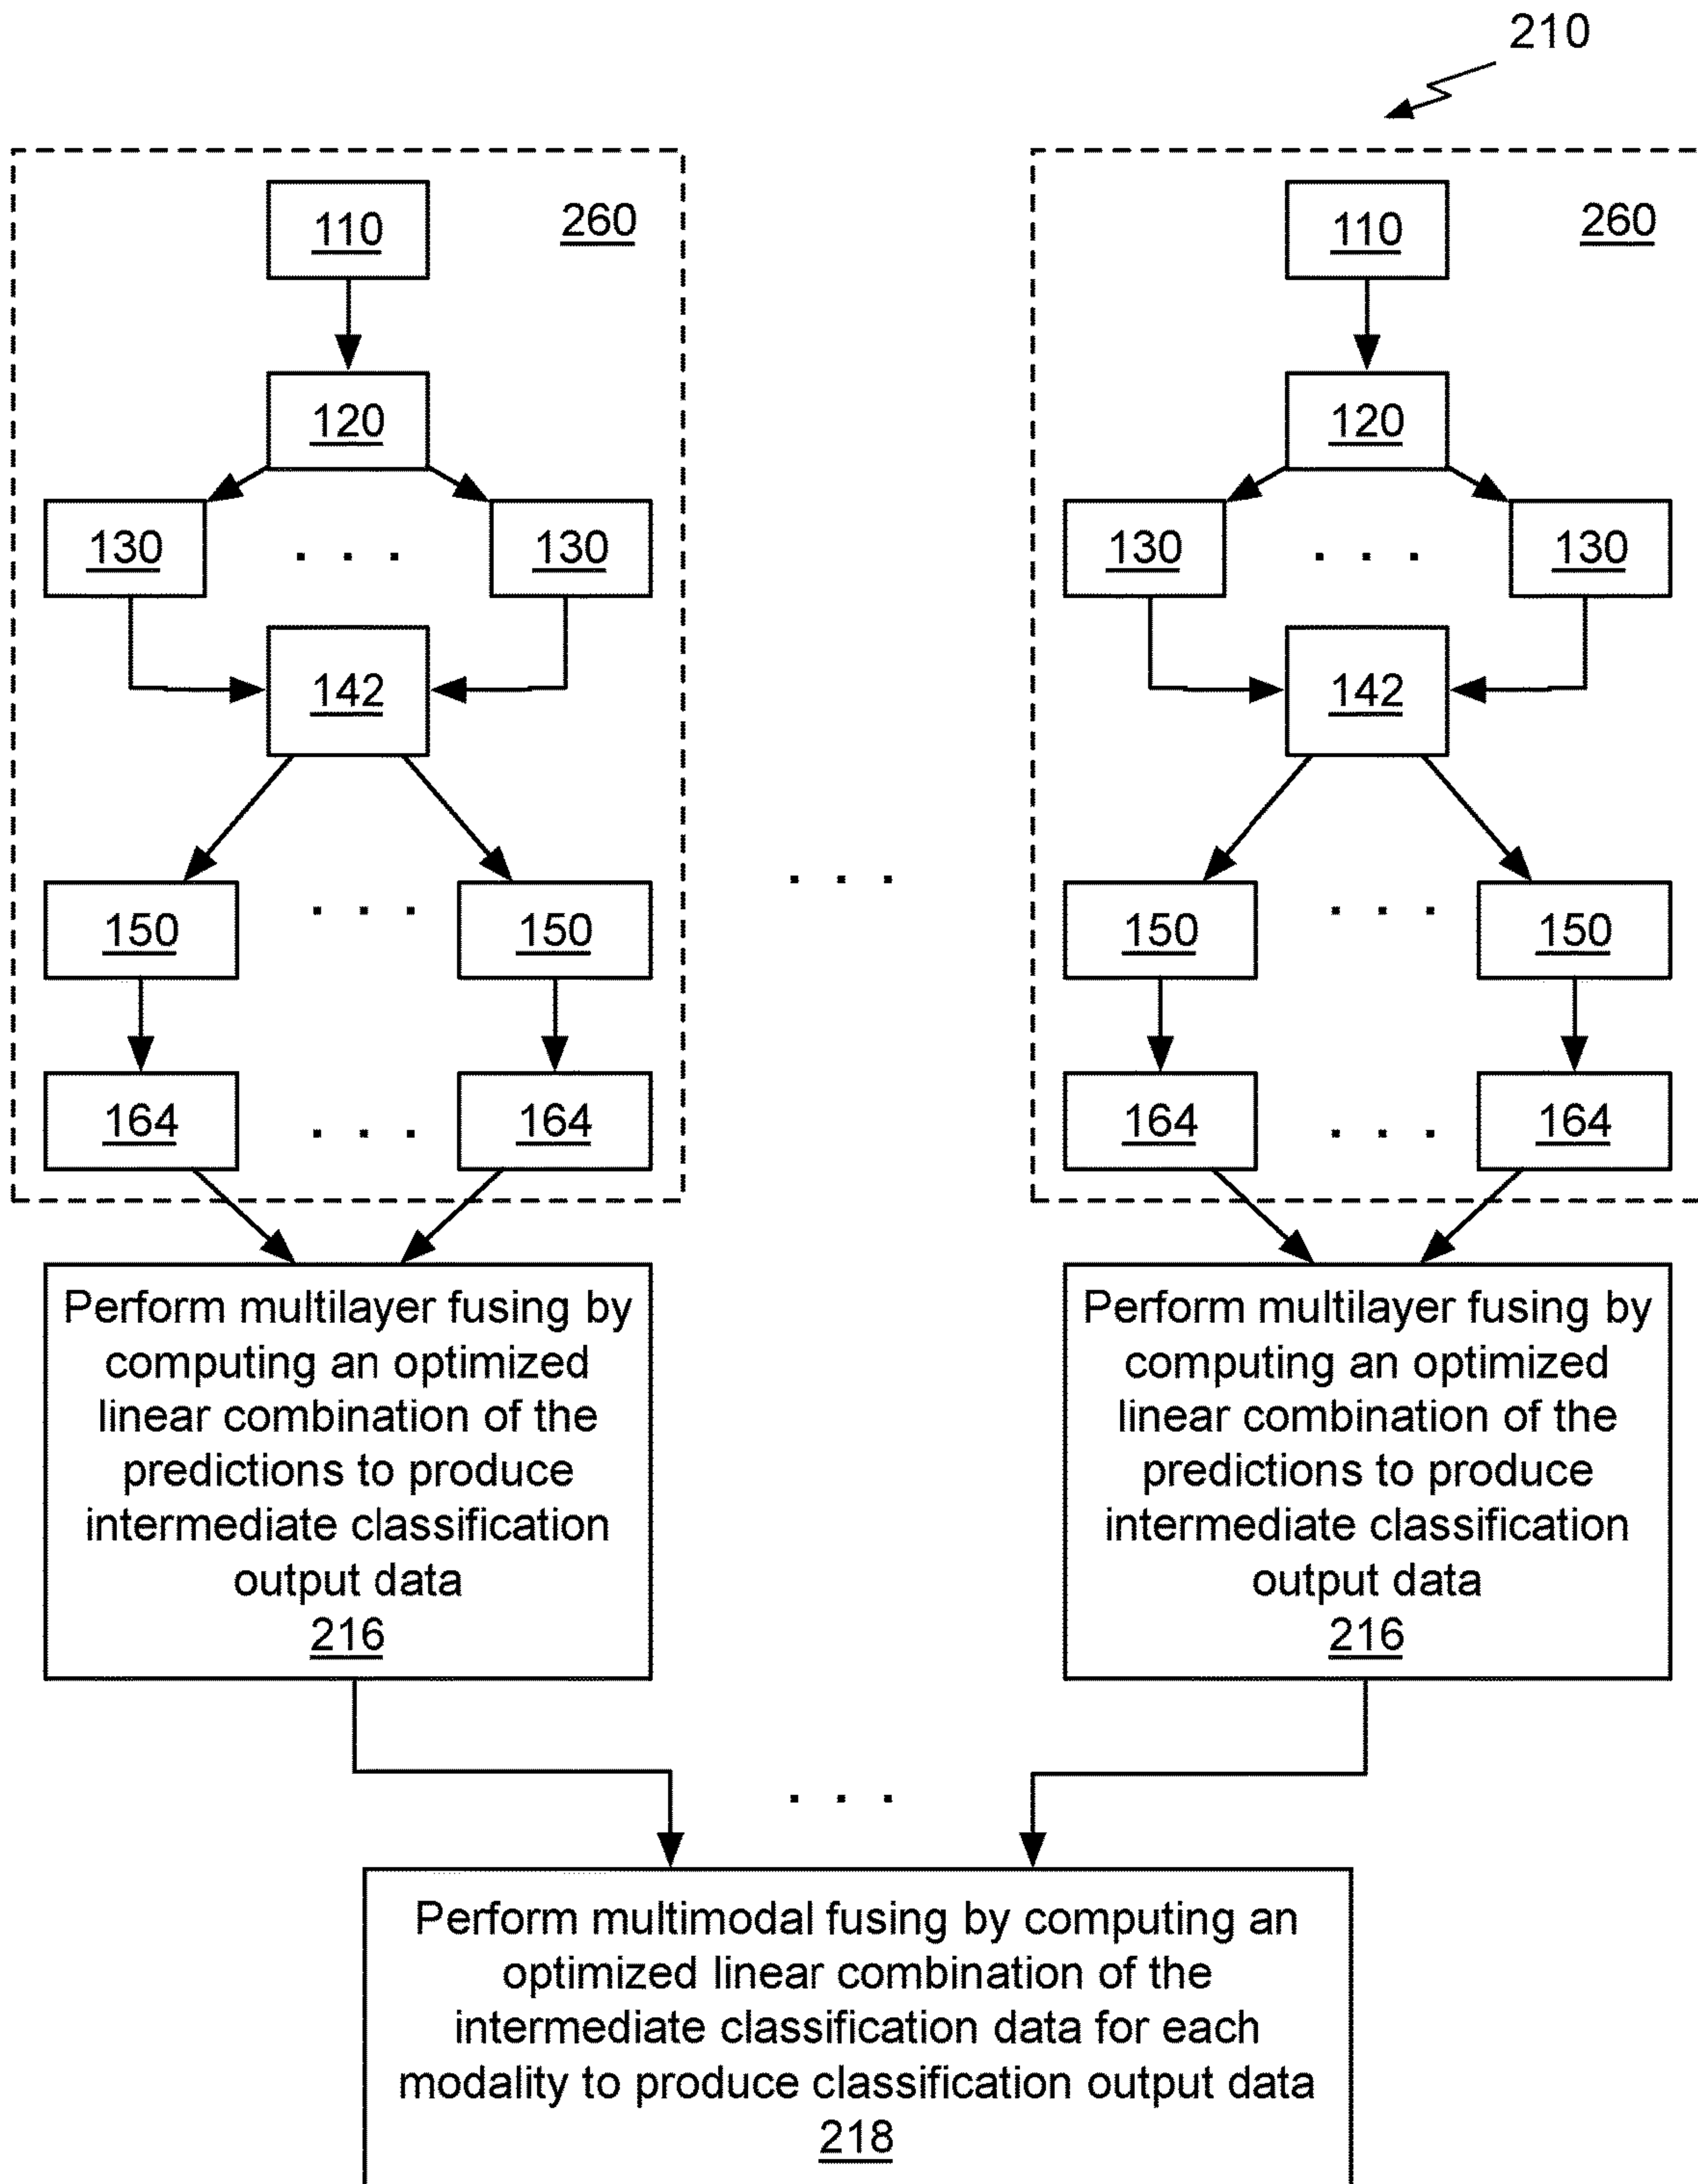 210
110
260
120
130
. . .
130
142
150
. . .
150
164
. . .
164
Perform multilayer fusing by
computing an optimized
linear combination of the
predictions to produce
intermediate classification
output data
216
. . .
110
260
120
130
. . .
130
142
150
. . .
150
164
. . .
164
Perform multilayer fusing by
computing an optimized
linear combination of the
predictions to produce
intermediate classification
output data
216
. . .
Perform multimodal fusing by computing an
optimized linear combination of the
intermediate classification data for each
modality to produce classification output data
218